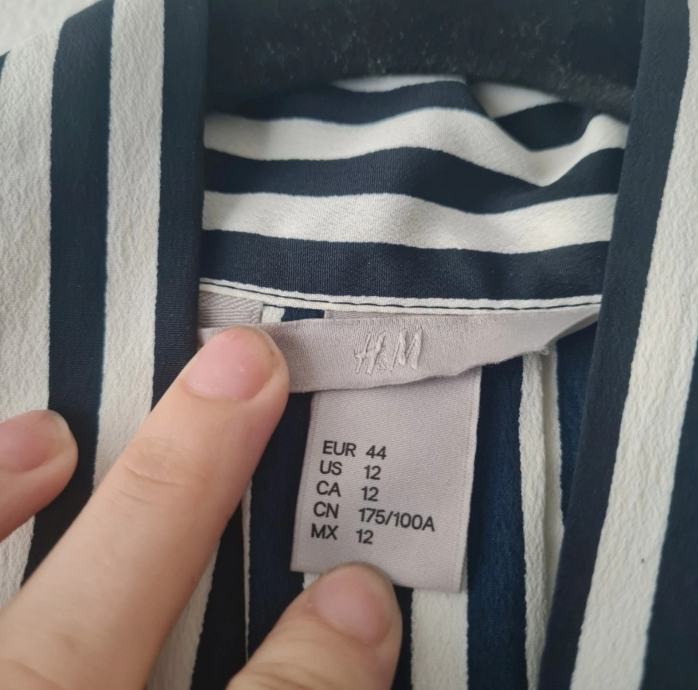 H&M
EUR 44
US 12
CA 12
CN 175/100A
MX 12